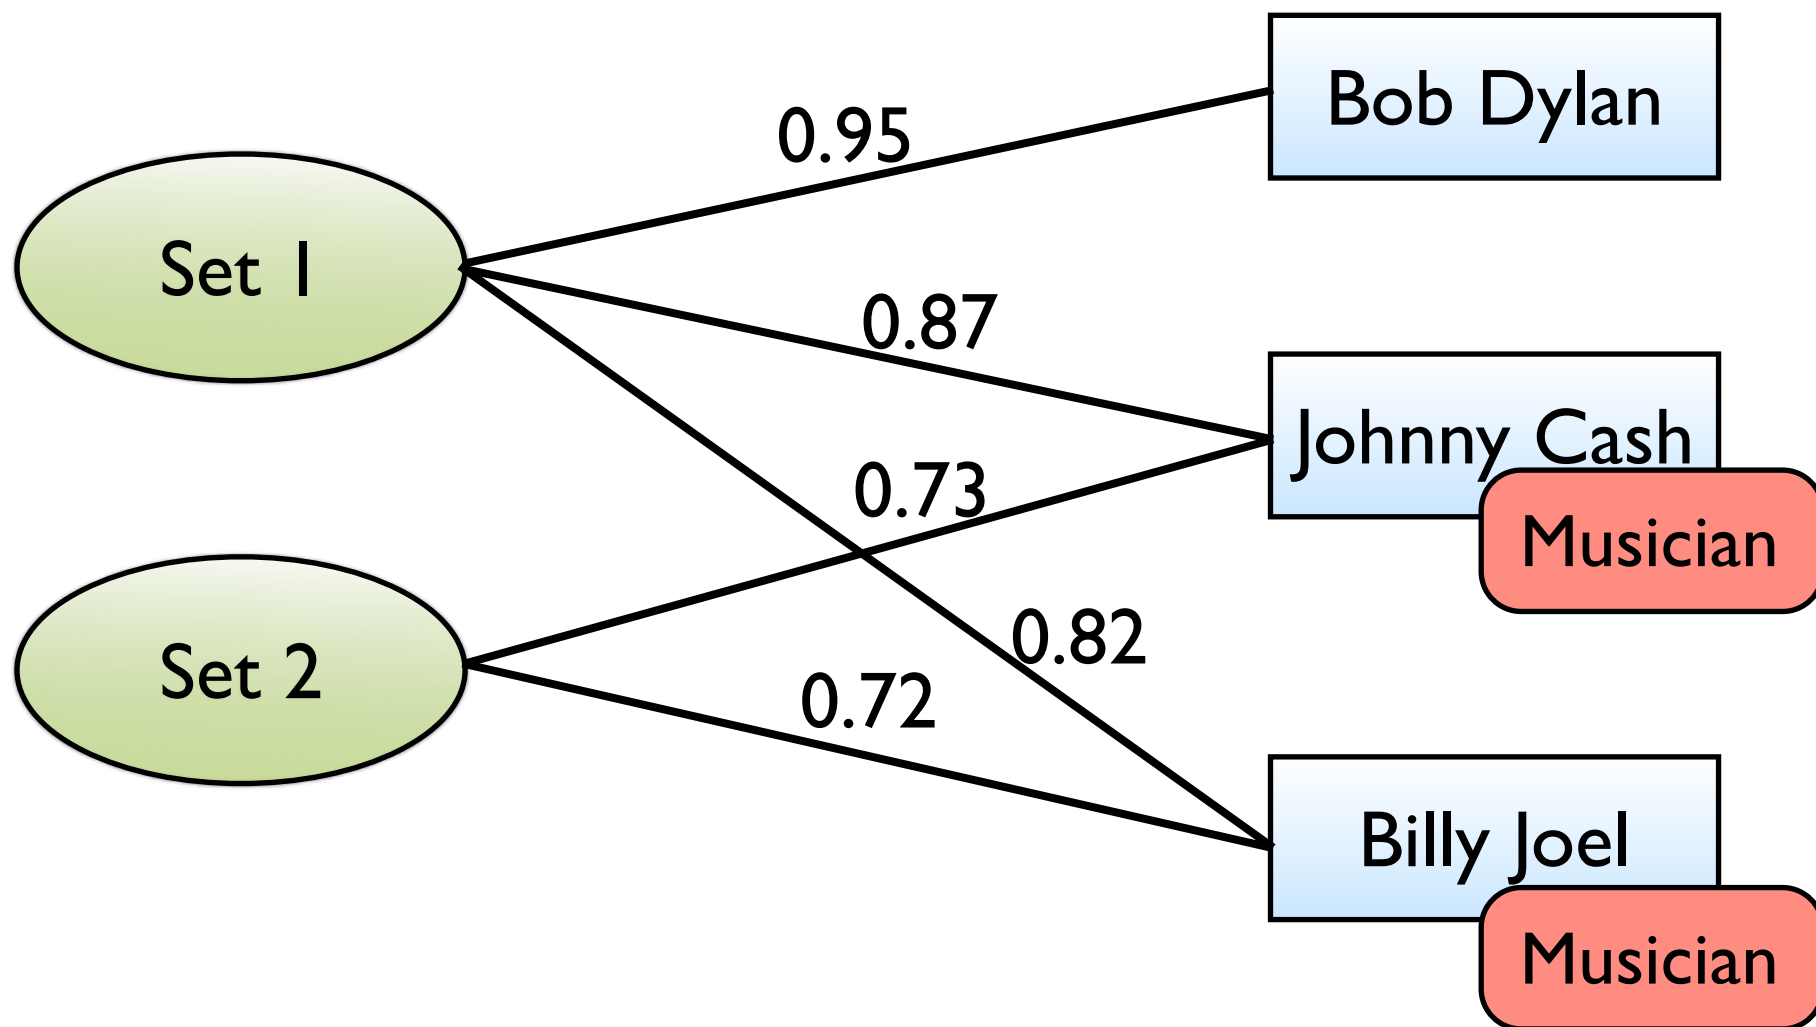 Bob Dylan
0.95
Set 1
0.87
Johnny Cash
0.73
Musician
0.82
Set 2
0.72
Billy Joel
Musician